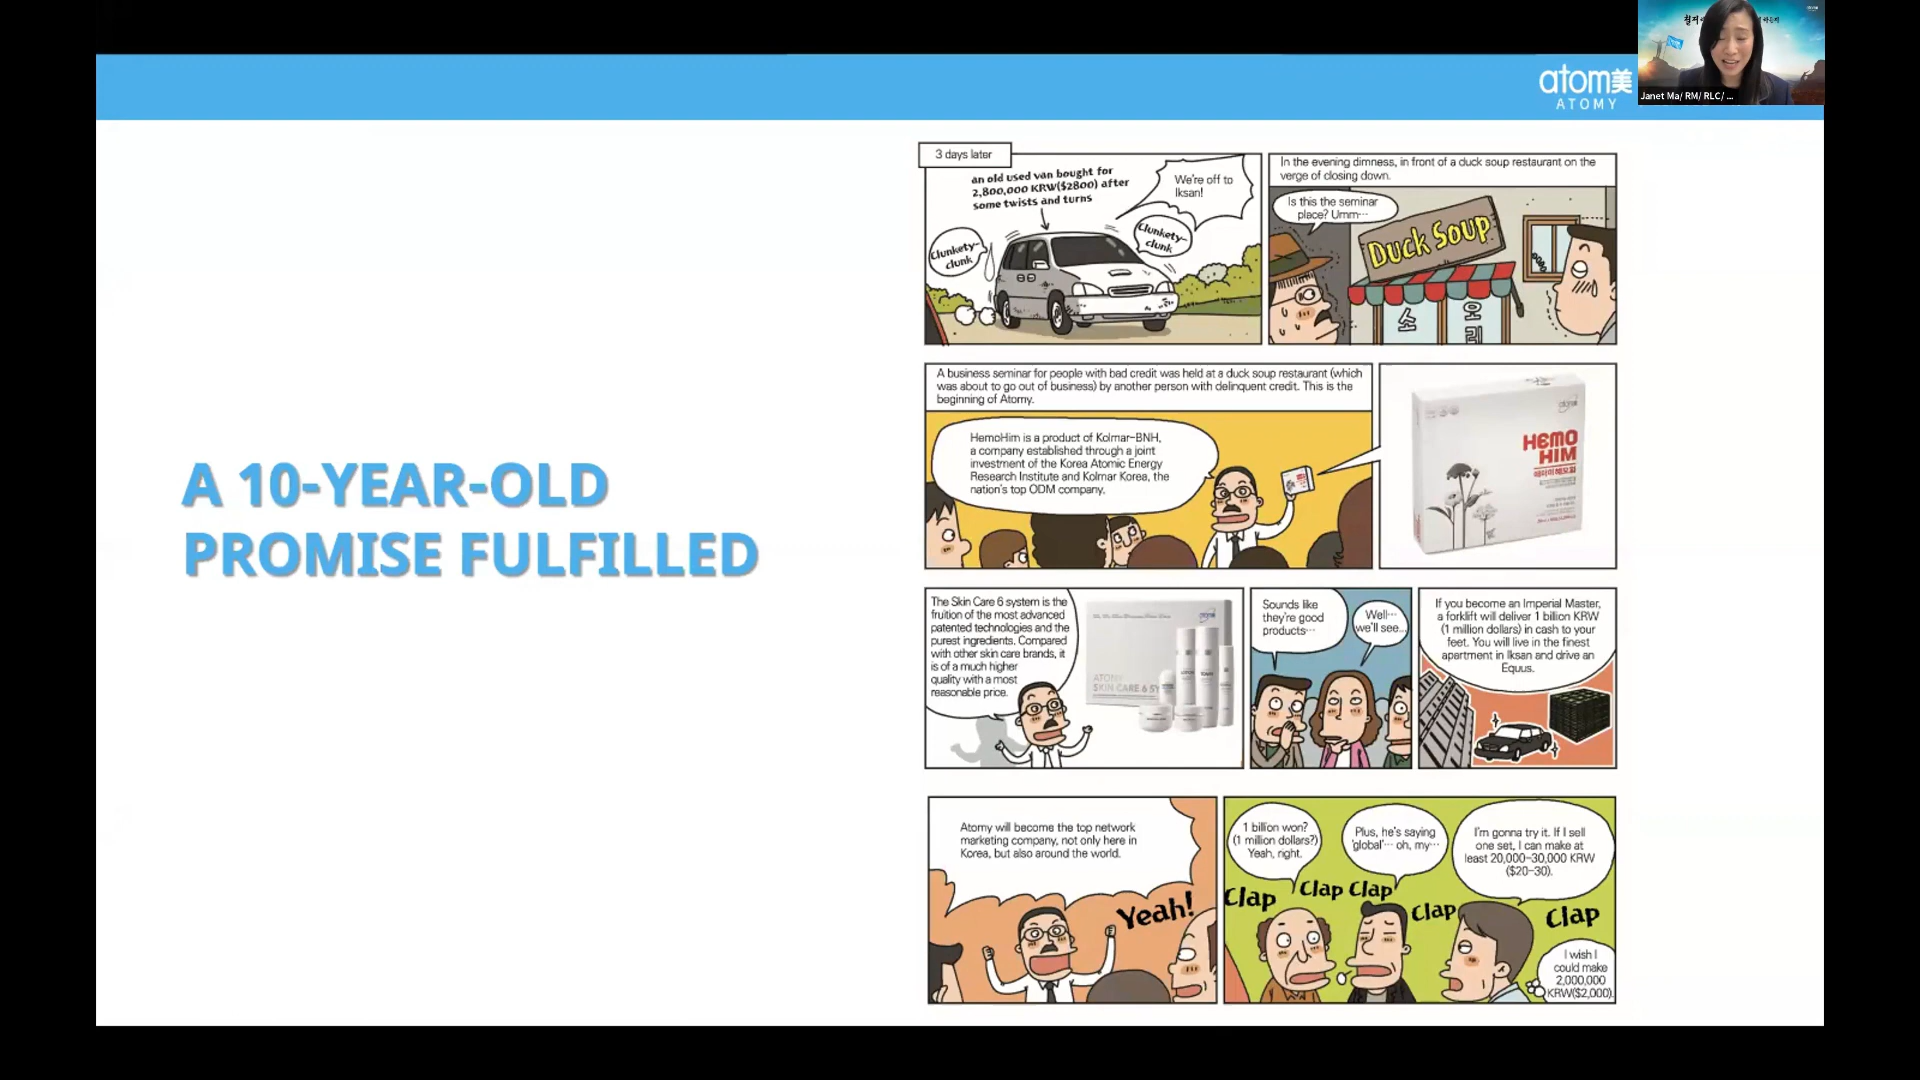 atom美
ATOMY
Janet Ma/ RM/ RLC/ ...
A 10-YEAR-OLD
PROMISE FULFILLED
3 days later
an old used van bought for
2,800,000 KRW($2800) after
some twists and turns
We're off to
Iksan!
Clunkety-
clunk
Clunkety-
clunk
In the evening dimness, in front of a duck soup restaurant on the
verge of closing down.
Is this the seminar
place? Umm…
Duck Soup
소
오
리
A business seminar for people with bad credit was held at a duck soup restaurant (which
was about to go out of business) by another person with delinquent credit. This is the
beginning of Atomy.
HemoHim is a product of Kolmar-BNH,
a company established through a joint
investment of the Korea Atomic Energy
Research Institute and Kolmar Korea, the
nation's top ODM company.
HEMO
HIM
The Skin Care 6 system is the
fruition of the most advanced
patented technologies and the
purest ingredients. Compared
with other skin care brands, it
is of a much higher
quality with a most
reasonable price.
ATOMY
SKIN CARE 6 SY
Sounds like
they're good
products…
Well…
we'll see...
If you become an Imperial Master,
a forklift will deliver 1 billion KRW
(1 million dollars) in cash to your
feet. You will live in the finest
apartment in Iksan and drive an
Equus.
Atomy will become the top network
marketing company, not only here in
Korea, but also around the world.
Yeah!
1 billion won?
(1 million dollars?)
Yeah, right.
Plus, he's saying
'global'… oh, my…
I'm gonna try it. If I sell
one set, I can make at
least 20,000-30,000 KRW
($20-30).
Clap
Clap Clap
Clap
Clap
I wish I
could make
2,000,000
KRW($2,000).